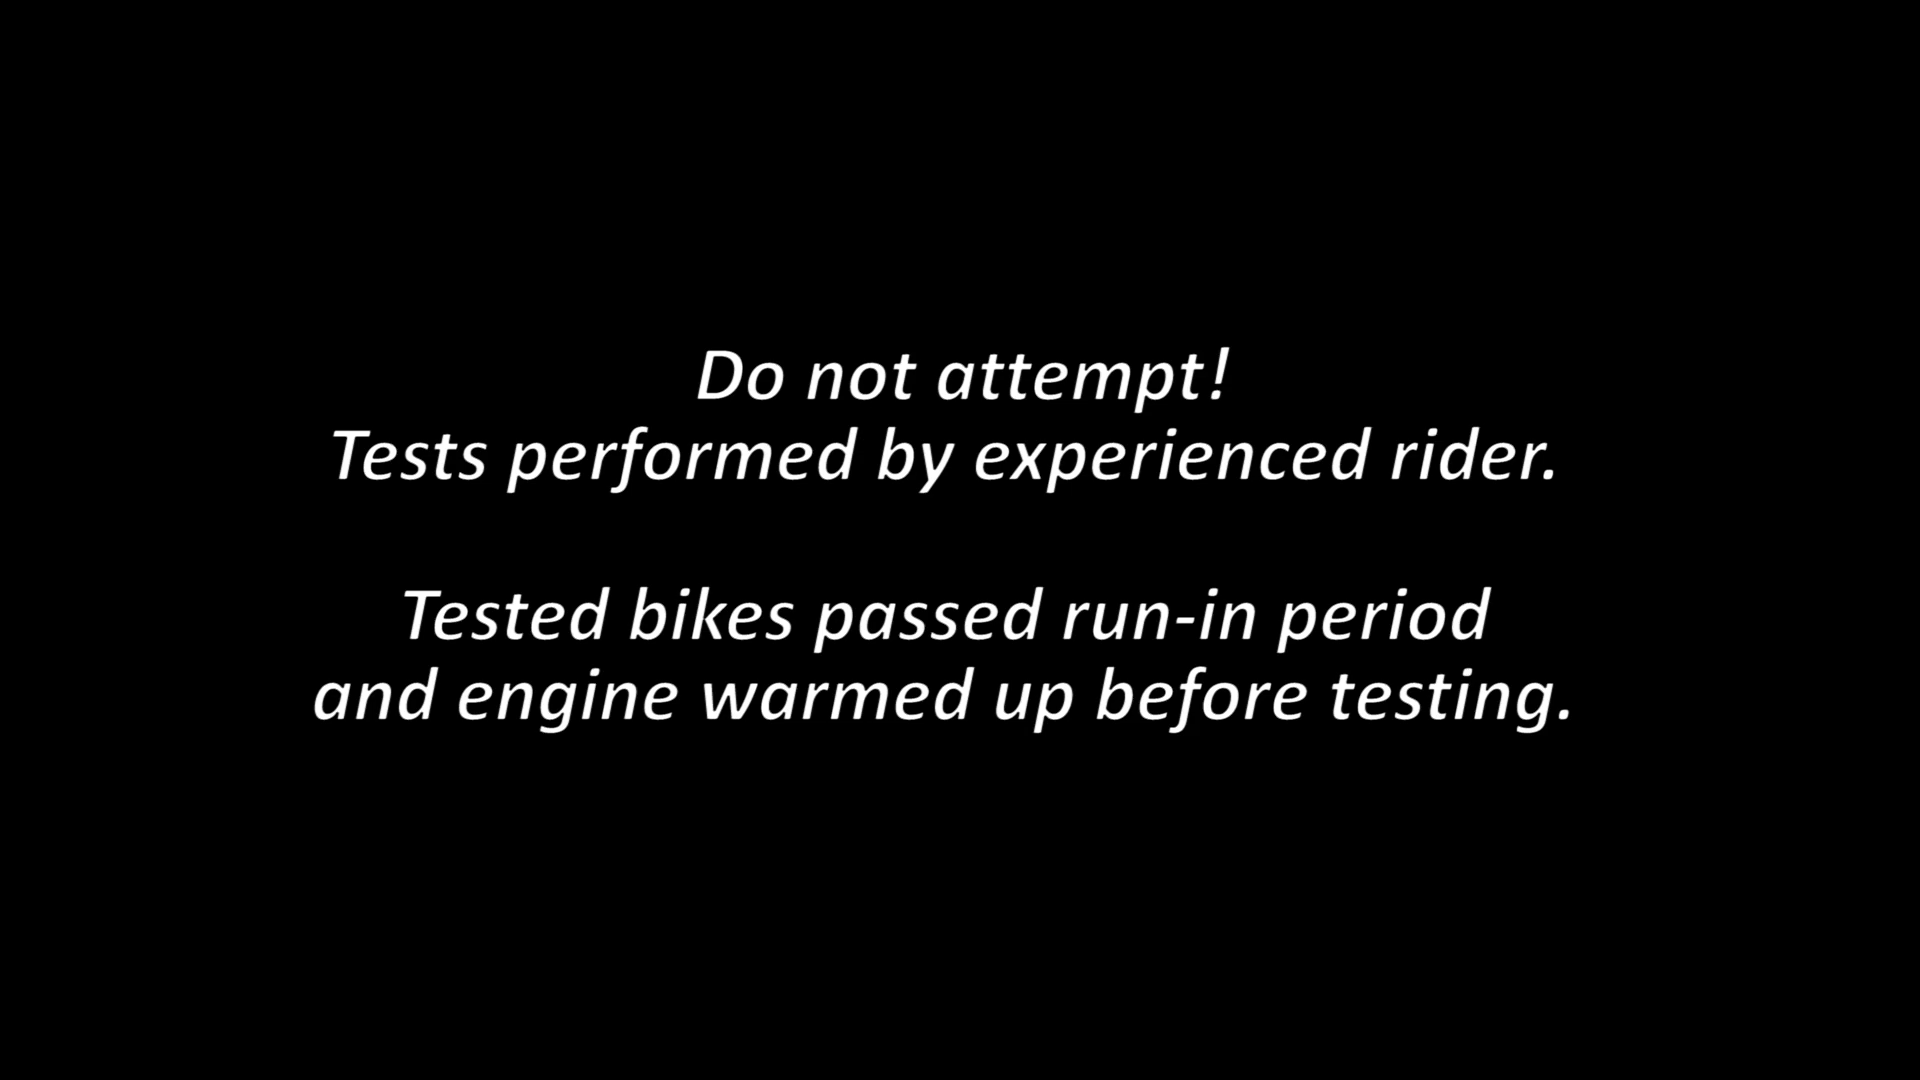 Do not attempt!
Tests performed by experienced rider.
Tested bikes passed run-in period
and engine warmed up before testing.